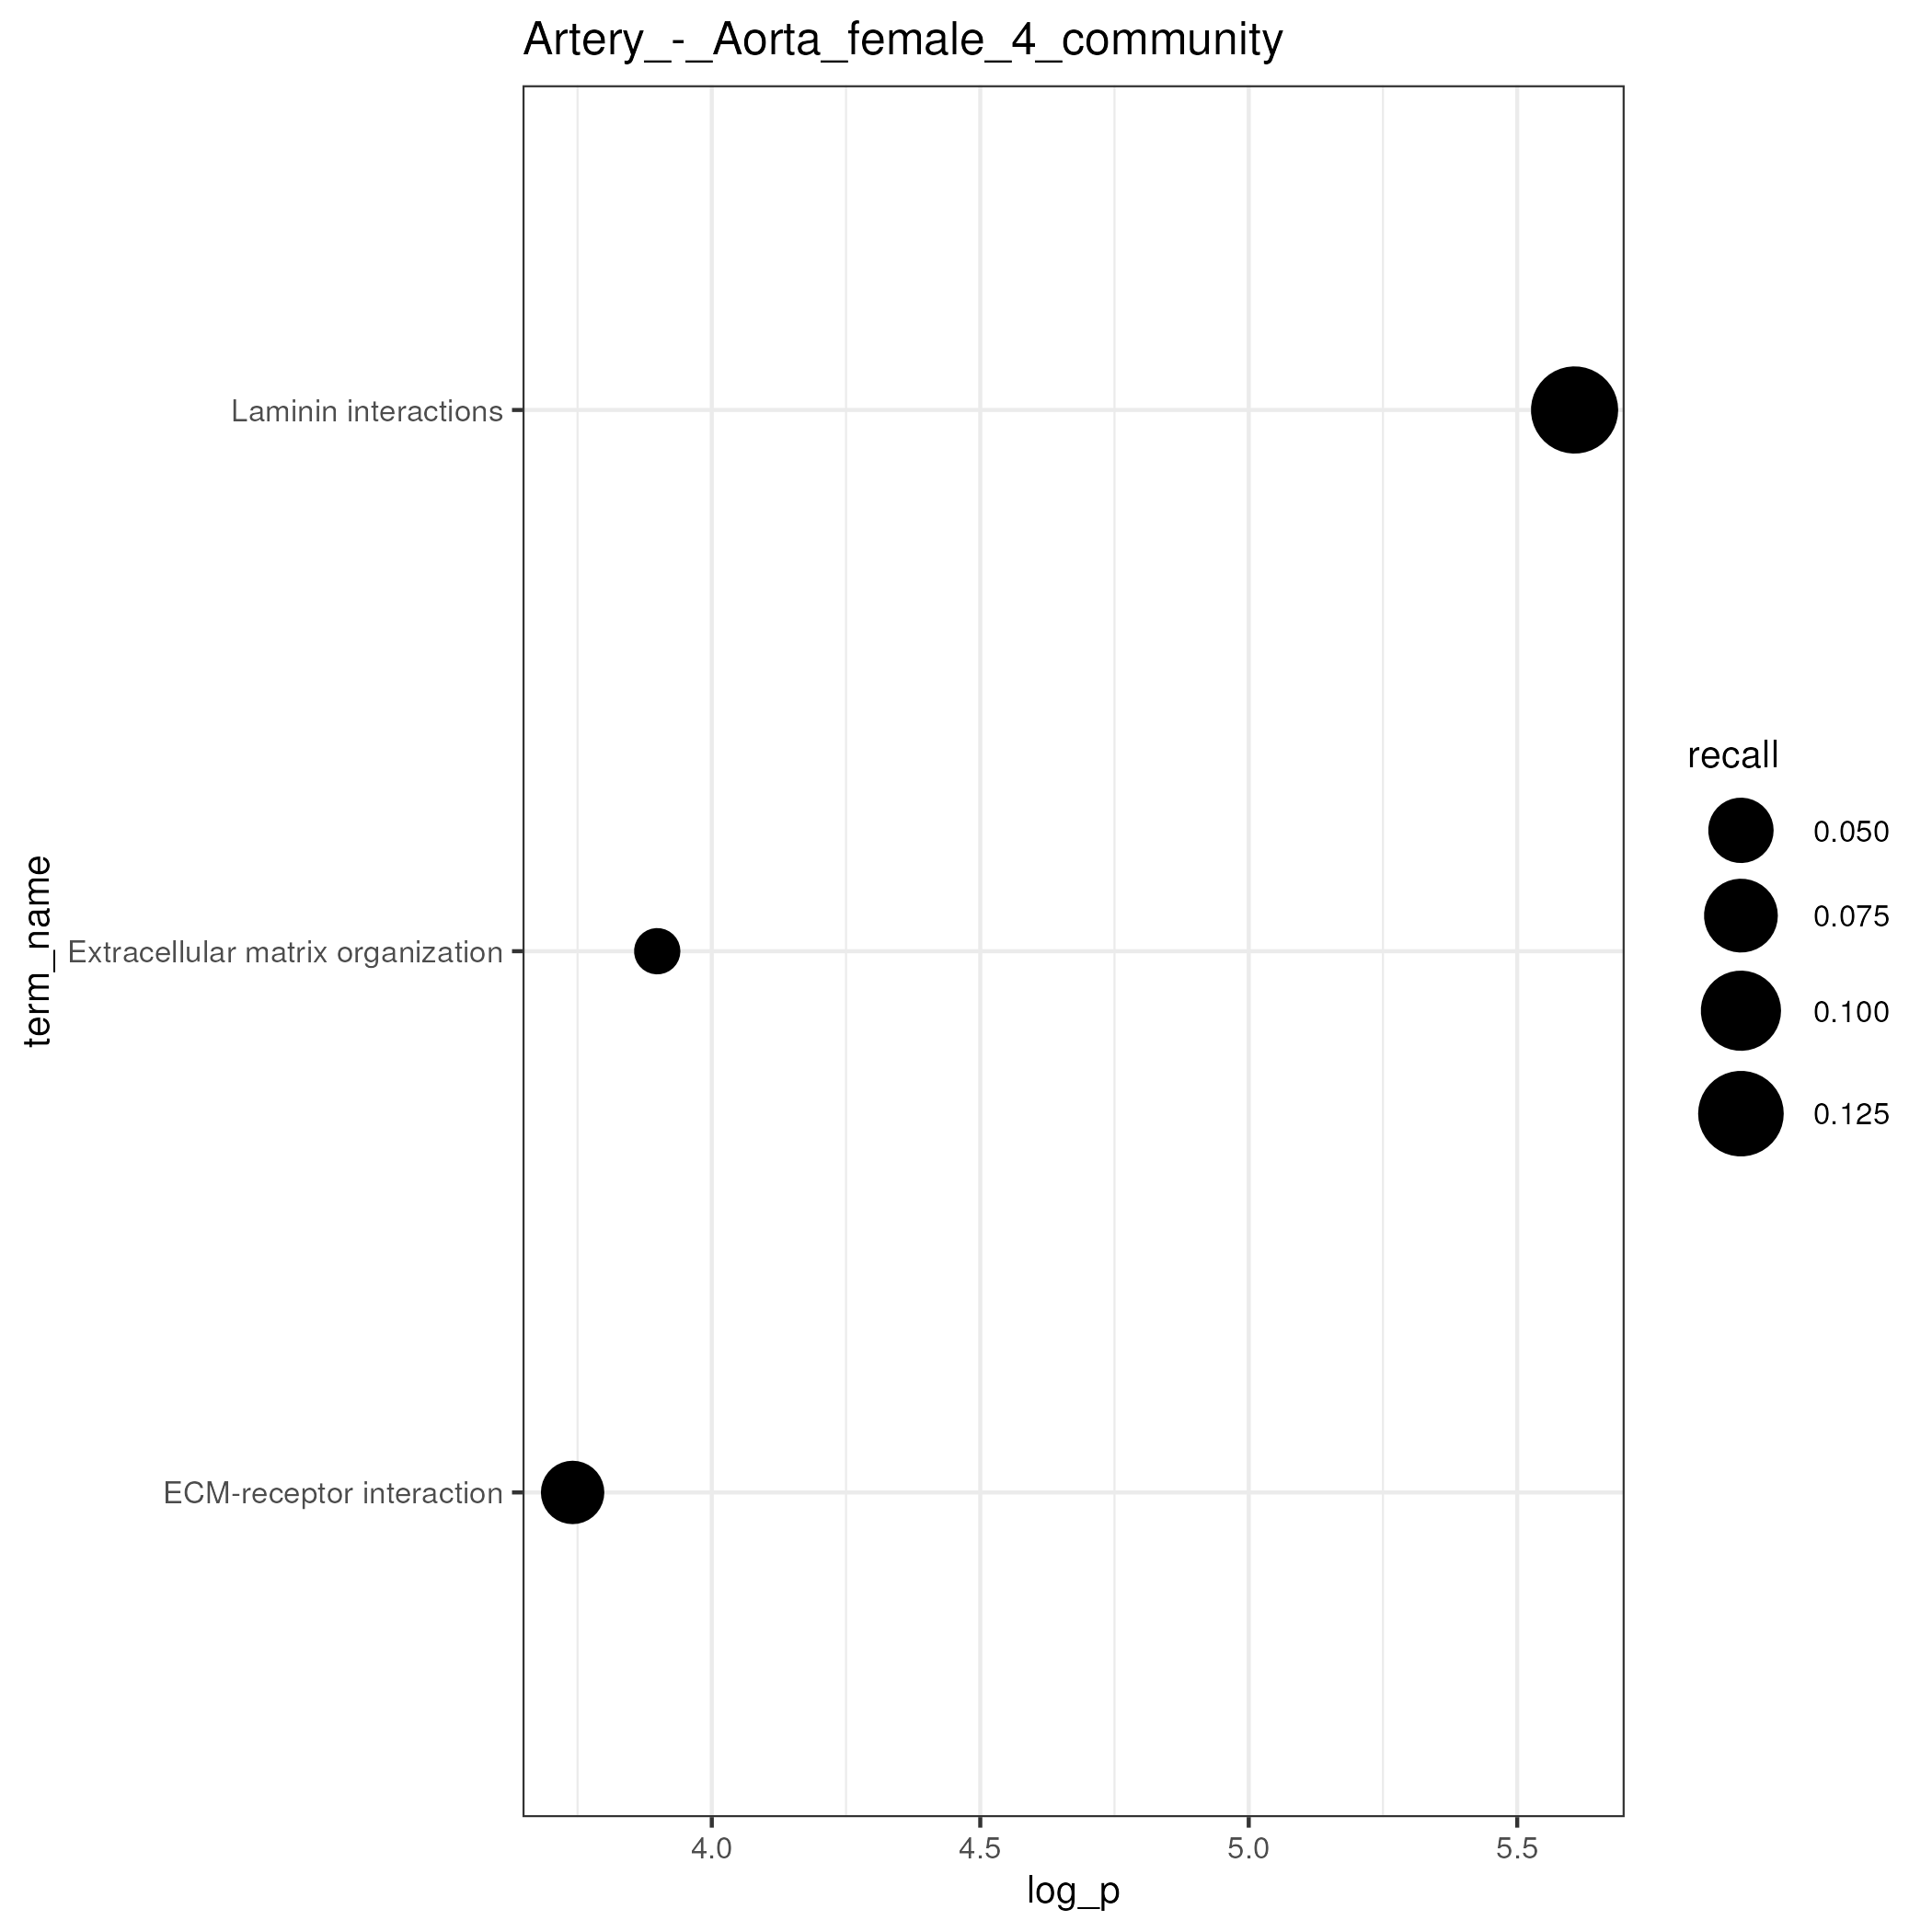 Artery_-_Aorta_female_4_community
term_name
Laminin interactions
Extracellular matrix organization
ECM-receptor interaction
4.0
4.5
5.0
5.5
log_p
recall
0.050
0.075
0.100
0.125